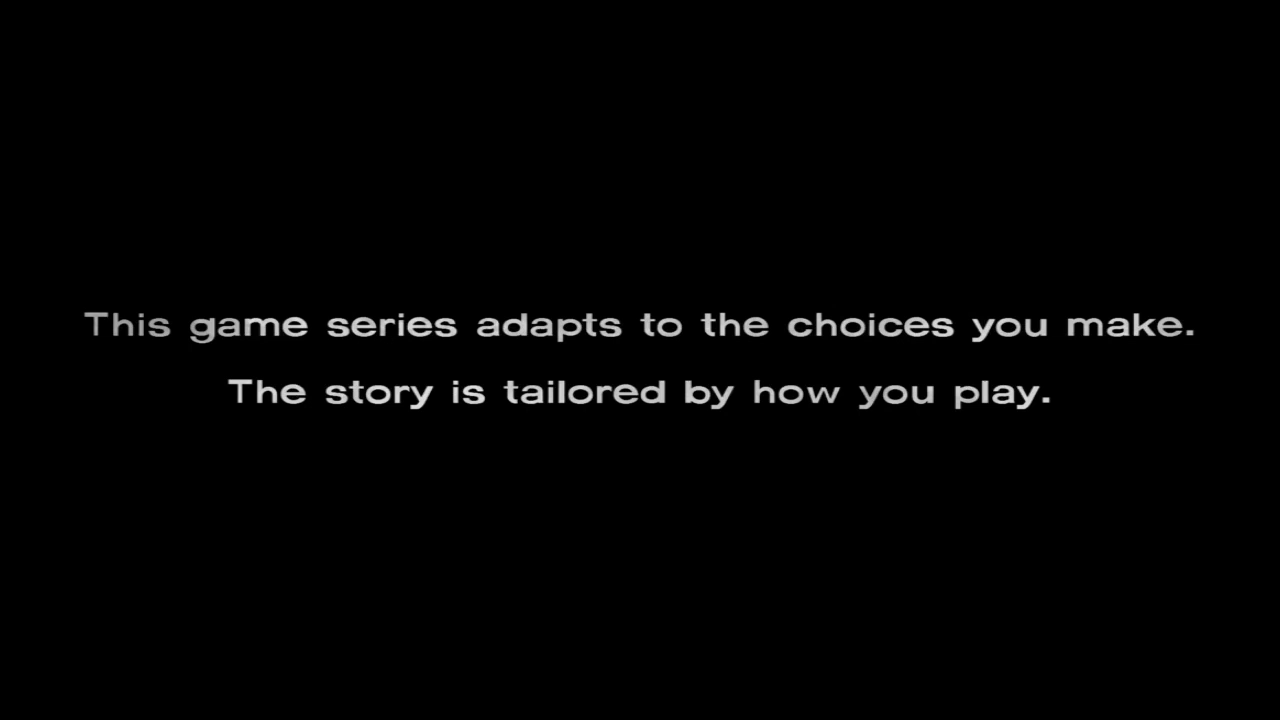 This game series adapts to the choices you make.
The story is tailored by how you play.